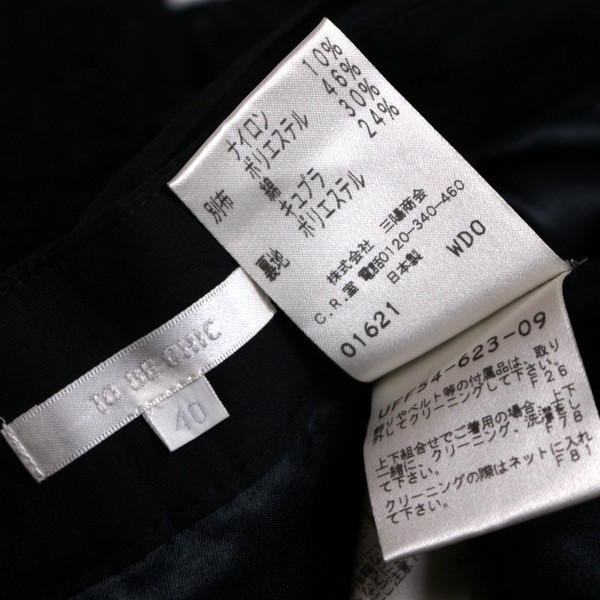 10%
46%
30%
24%
ナイロン
ポリエステル
別布 綿
キュプラ
ポリエステル
裏地
株式会社 三陽商会
C.R.室 電話0120-340-460
日本製
01621 WDO
TO BE CHIC
40
UFF54-623-09
ベルト等の付属品は、取り
外してクリーニングして下さい。
F26
上下組合せでご着用の場合、上下
一緒に、クリーニング、洗濯をし
て下さい。 F78
クリーニングの際はネットに入れ
て下さい。 F81